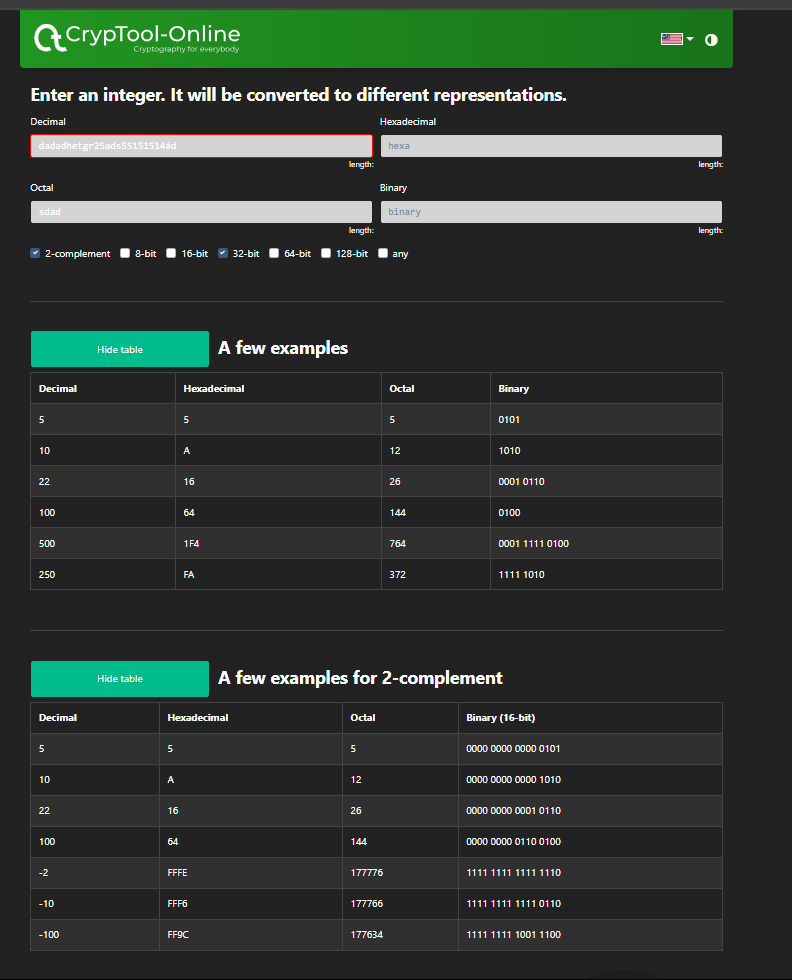 CrypTool-Online
Cryptography for everybody
Enter an integer. It will be converted to different representations.
Decimal Hexadecimal
dadadhetgr25ads55151514ád hexa
length: length:
Octal Binary
sdad binary
length: length:
2-complement 8-bit 16-bit 32-bit 64-bit 128-bit any
Hide table A few examples
Decimal Hexadecimal Octal Binary
5 5 5 0101
10 A 12 1010
22 16 26 0001 0110
100 64 144 0100
500 1F4 764 0001 1111 0100
250 FA 372 1111 1010
Hide table A few examples for 2-complement
Decimal Hexadecimal Octal Binary (16-bit)
5 5 5 0000 0000 0000 0101
10 A 12 0000 0000 0000 1010
22 16 26 0000 0000 0001 0110
100 64 144 0000 0000 0110 0100
-2 FFFE 177776 1111 1111 1111 1110
-10 FFF6 177766 1111 1111 1111 0110
-100 FF9C 177634 1111 1111 1001 1100